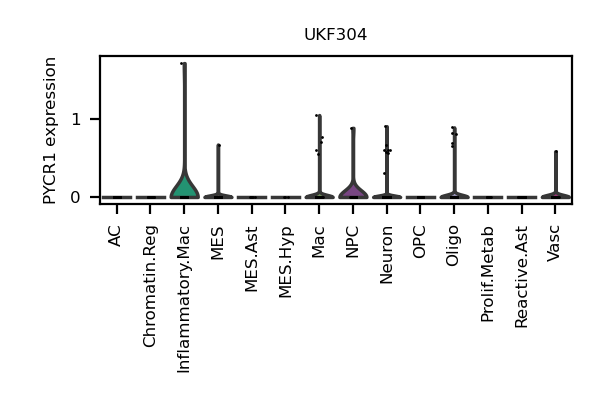 UKF304
PYCR1 expression
1
0
AC
Chromatin.Reg
Inflammatory.Mac
MES
MES.Ast
MES.Hyp
Mac
NPC
Neuron
OPC
Oligo
Prolif.Metab
Reactive.Ast
Vasc